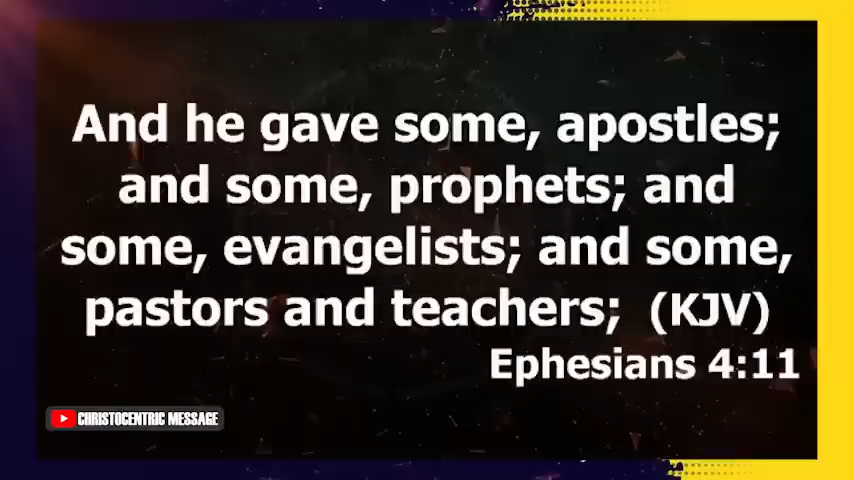 And he gave some, apostles;
and some, prophets; and
some, evangelists; and some,
pastors and teachers; (KJV)
Ephesians 4:11
CHRISTOCENTRIC MESSAGE